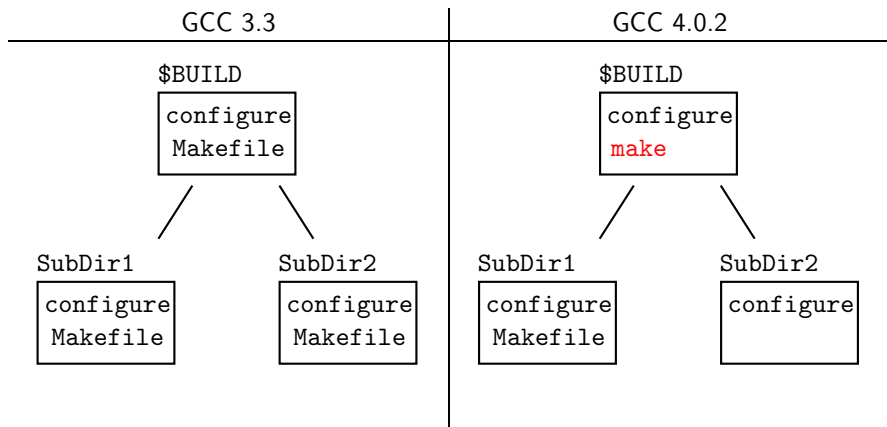 GCC 3.3
$BUILD
configure
Makefile
SubDir1
configure
Makefile
SubDir2
configure
Makefile
GCC 4.0.2
$BUILD
configure
make
SubDir1
configure
Makefile
SubDir2
configure